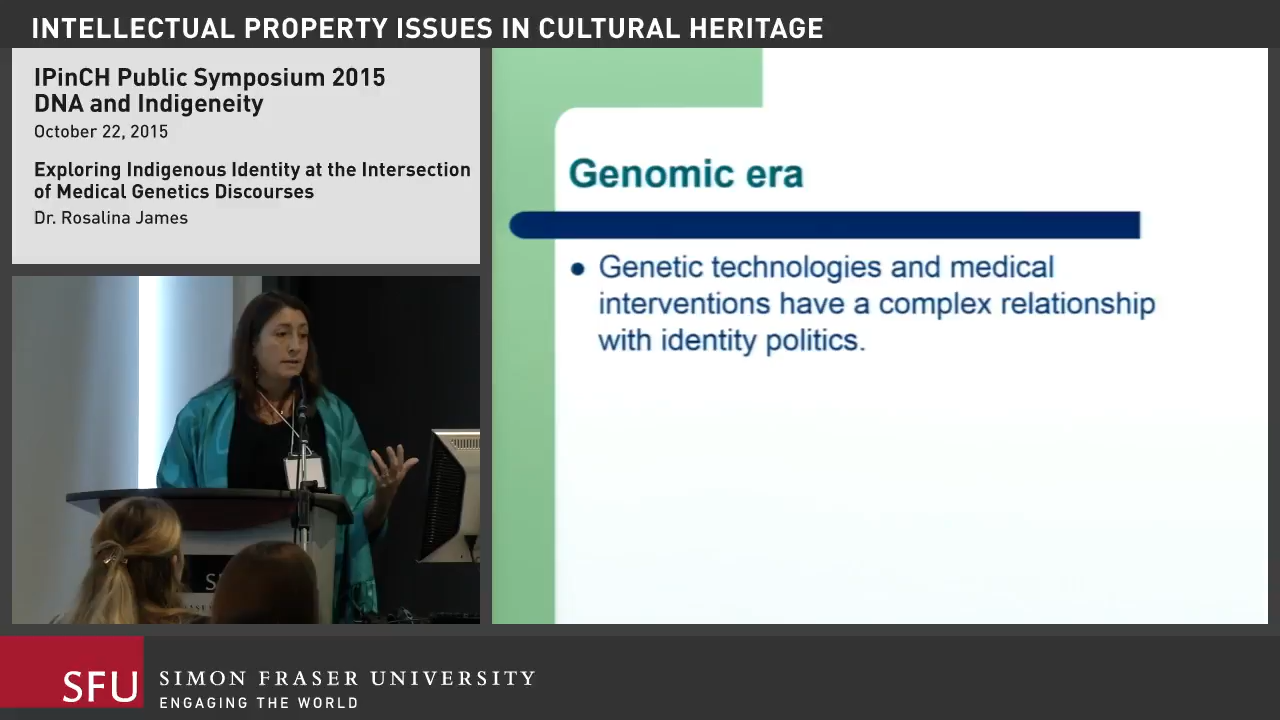 INTELLECTUAL PROPERTY ISSUES IN CULTURAL HERITAGE
IPinCH Public Symposium 2015
DNA and Indigeneity
October 22, 2015
Exploring Indigenous Identity at the Intersection
of Medical Genetics Discourses
Dr. Rosalina James
Genomic era
• Genetic technologies and medical
interventions have a complex relationship
with identity politics.
SFU
SIMON FRASER UNIVERSITY
ENGAGING THE WORLD